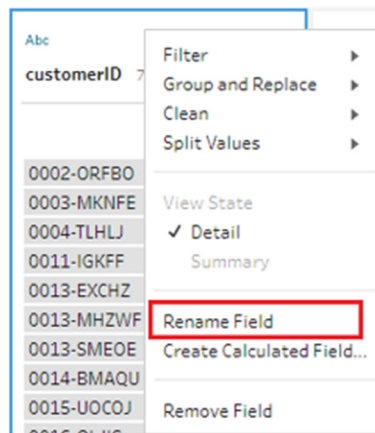 Abc
customerID 7
Filter
Group and Replace
Clean
Split Values
0002-ORFBO
0003-MKNFE
View State
0004-TLHLJ
✓ Detail
0011-IGKFF
Summary
0013-EXCHZ
0013-MHZWF
Rename Field
0013-SMEOE
Create Calculated Field...
0014-BMAQU
0015-UOCOJ
Remove Field